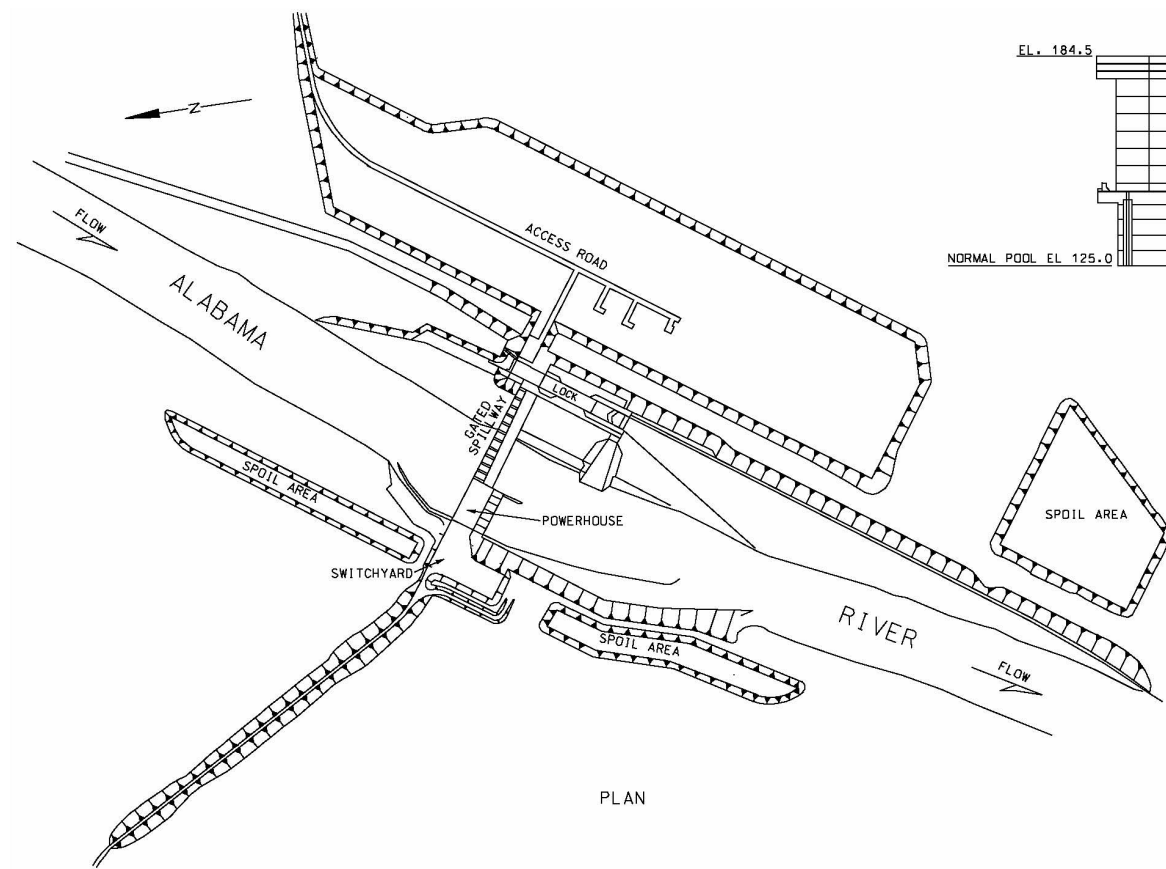 EL. 184.5
N
FLOW
ACCESS ROAD
NORMAL POOL EL 125.0
ALABAMA
LOCK
GATED
SPILLWAY
SPOIL AREA
SPOIL AREA
POWERHOUSE
SWITCHYARD
RIVER
SPOIL AREA
FLOW
PLAN